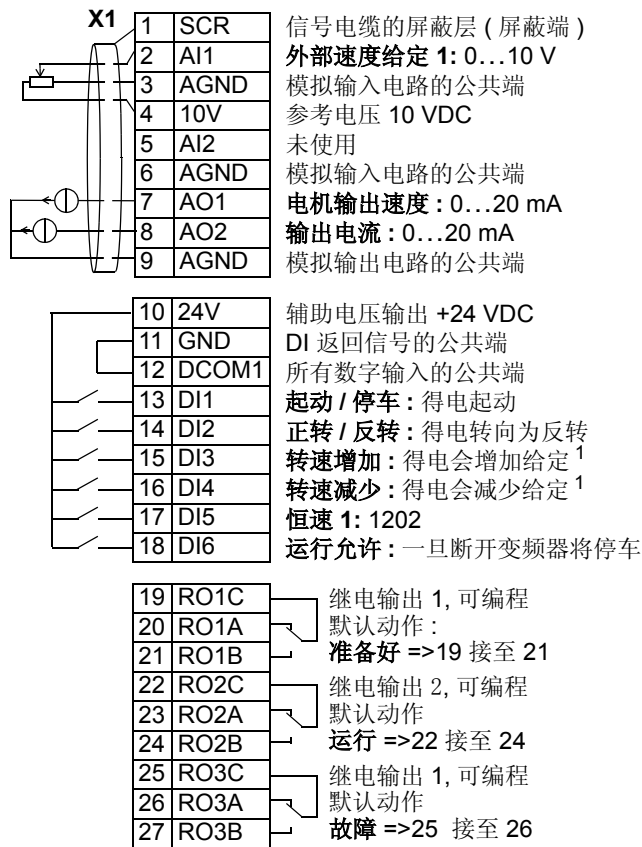 X1
1 SCR 信号电缆的屏蔽层 ( 屏蔽端 )
2 AI1 外部速度给定 1: 0…10 V
3 AGND 模拟输入电路的公共端
4 10V 参考电压 10 VDC
5 AI2 未使用
6 AGND 模拟输入电路的公共端
7 AO1 电机输出速度 : 0…20 mA
8 AO2 输出电流 : 0…20 mA
9 AGND 模拟输出电路的公共端
10 24V 辅助电压输出 +24 VDC
11 GND DI 返回信号的公共端
12 DCOM1 所有数字输入的公共端
13 DI1 起动 / 停车 : 得电起动
14 DI2 正转 / 反转 : 得电转向为反转
15 DI3 转速增加 : 得电会增加给定 1
16 DI4 转速减少 : 得电会减少给定 1
17 DI5 恒速 1: 1202
18 DI6 运行允许 : 一旦断开变频器将停车
19 RO1C 继电输出 1, 可编程
20 RO1A 默认动作 :
21 RO1B 准备好 =>19 接至 21
22 RO2C 继电输出 2, 可编程
23 RO2A 默认动作
24 RO2B 运行 =>22 接至 24
25 RO3C 继电输出 1, 可编程
26 RO3A 默认动作
27 RO3B 故障 =>25 接至 26